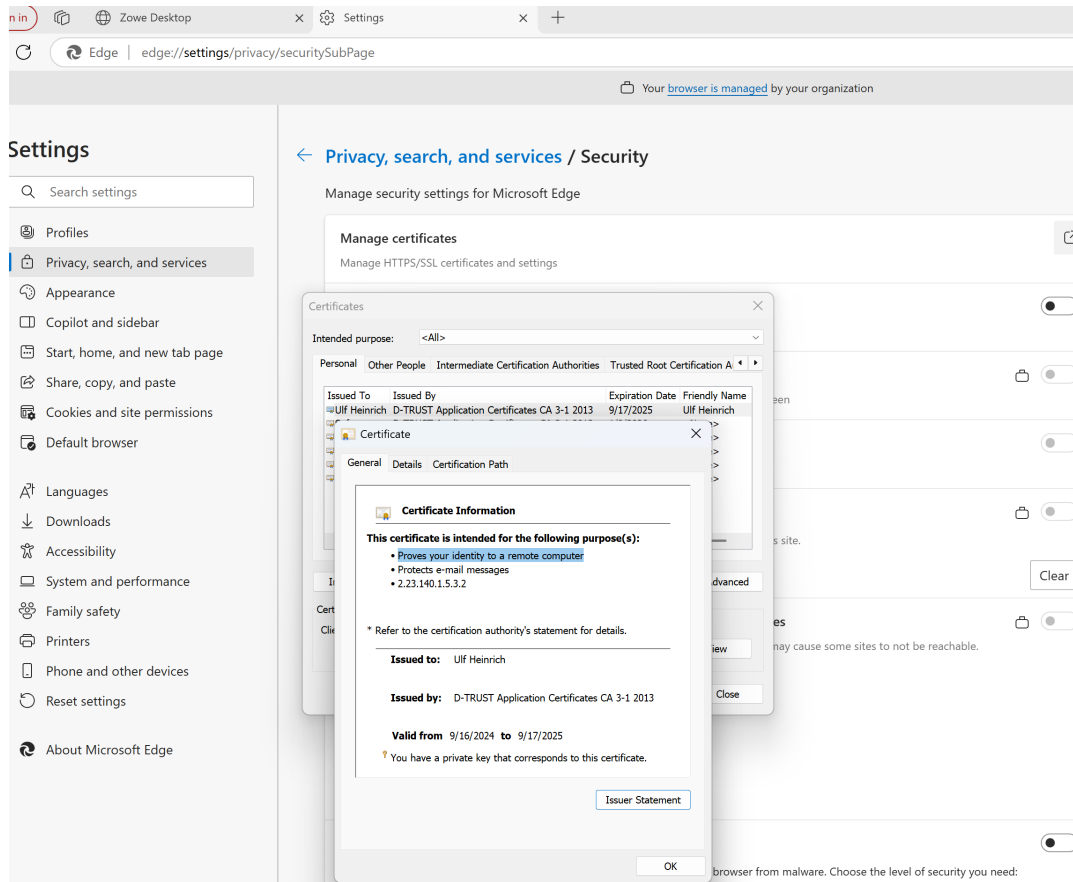 n in
Zowe Desktop
Settings
Edge
edge://settings/privacy/securitySubPage
Your browser is managed by your organization
Settings
Search settings
Profiles
Privacy, search, and services
Appearance
Copilot and sidebar
Start, home, and new tab page
Share, copy, and paste
Cookies and site permissions
Default browser
Languages
Downloads
Accessibility
System and performance
Family safety
Printers
Phone and other devices
Reset settings
About Microsoft Edge
Privacy, search, and services / Security
Manage security settings for Microsoft Edge
Manage certificates
Manage HTTPS/SSL certificates and settings
een
s site.
Clear
es
may cause some sites to not be reachable.
browser from malware. Choose the level of security you need:
Certificates
Intended purpose:
<All>
Personal Other People Intermediate Certification Authorities Trusted Root Certification A
Issued To Issued By Expiration Date Friendly Name
Ulf Heinrich D-TRUST Application Certificates CA 3-1 2013 9/17/2025 Ulf Heinrich
dvanced
Cert
Clie
iew
Close
Certificate
General Details Certification Path
Certificate Information
This certificate is intended for the following purpose(s):
• Proves your identity to a remote computer
• Protects e-mail messages
• 2.23.140.1.5.3.2
* Refer to the certification authority's statement for details.
Issued to: Ulf Heinrich
Issued by: D-TRUST Application Certificates CA 3-1 2013
Valid from 9/16/2024 to 9/17/2025
You have a private key that corresponds to this certificate.
Issuer Statement
OK